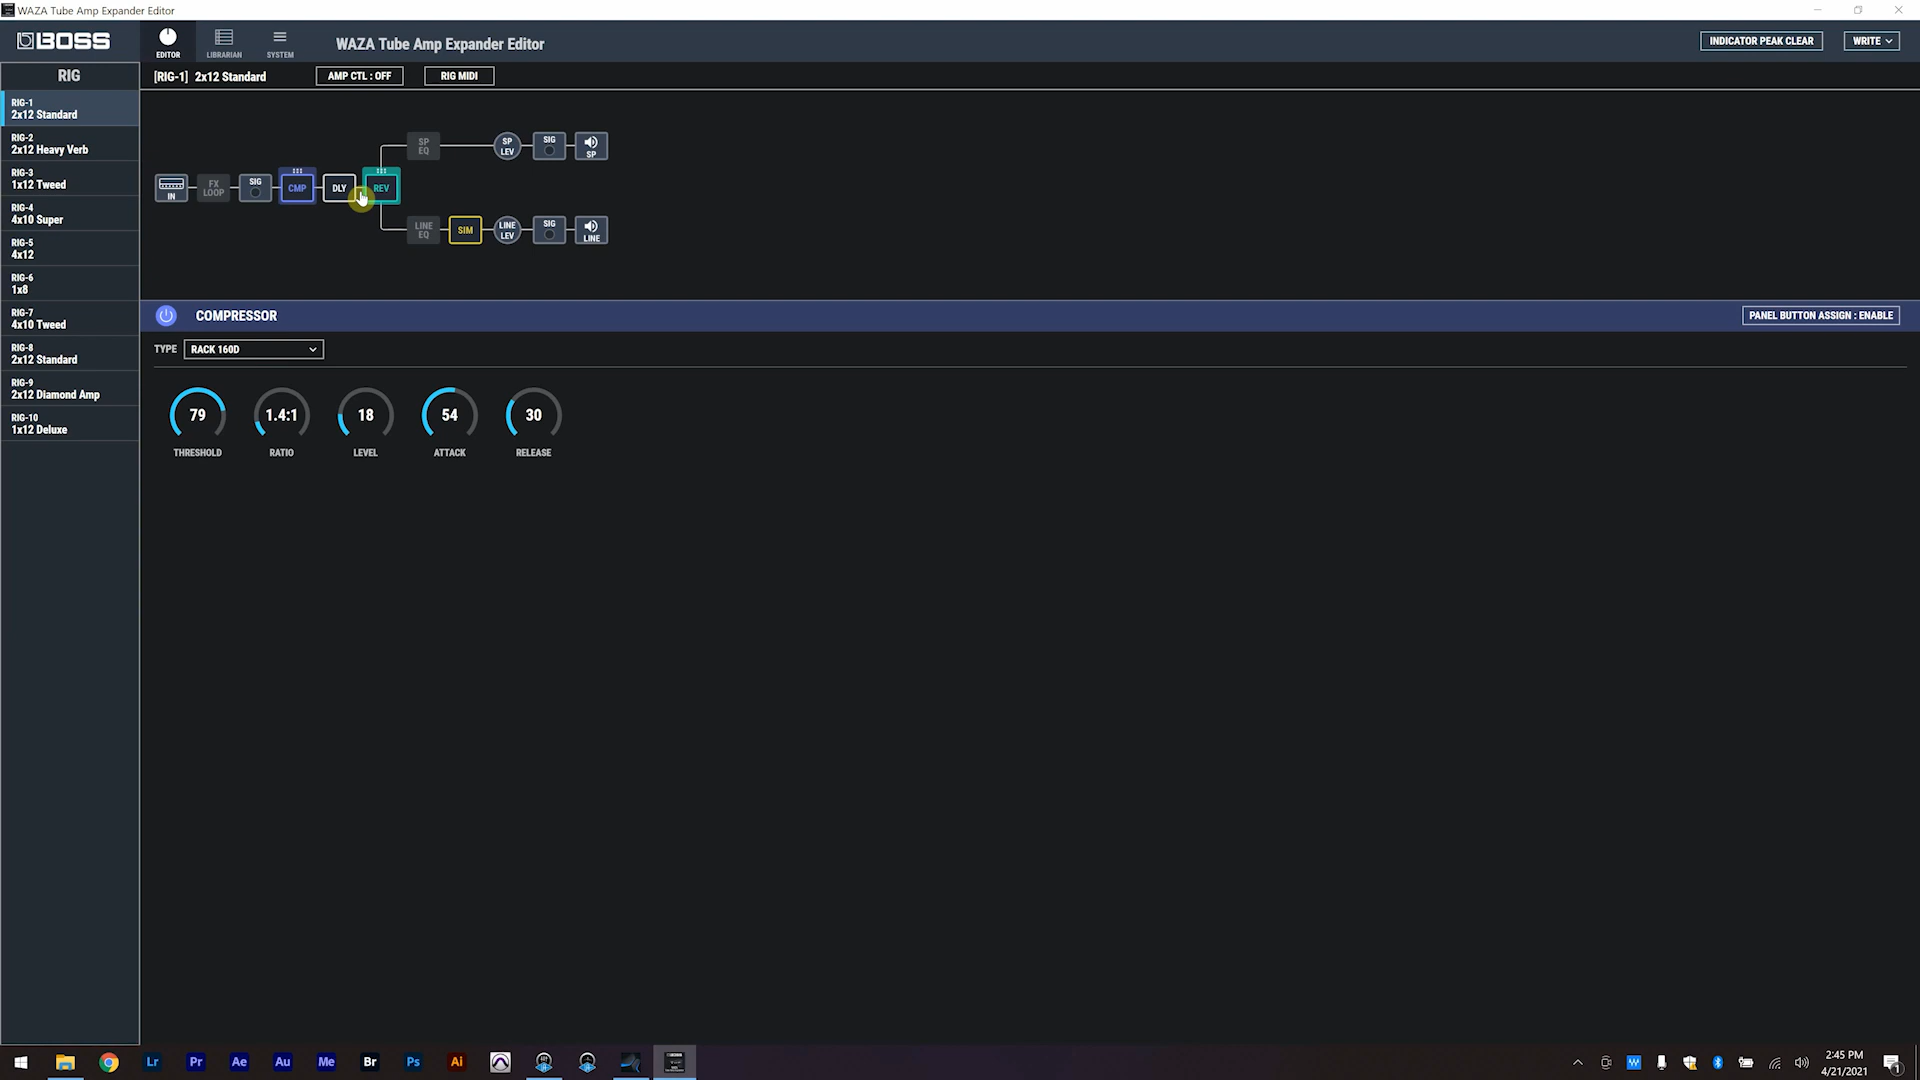 WAZA Tube Amp Expander Editor
BOSS
EDITOR
LIBRARIAN
SYSTEM
WAZA Tube Amp Expander Editor
INDICATOR PEAK CLEAR
WRITE
RIG
[RIG-1] 2x12 Standard
AMP CTL : OFF
RIG MIDI
RIG-1
2x12 Standard
RIG-2
2x12 Heavy Verb
RIG-3
1x12 Tweed
RIG-4
4x10 Super
RIG-5
4x12
RIG-6
1x8
RIG-7
4x10 Tweed
RIG-8
2x12 Standard
RIG-9
2x12 Diamond Amp
RIG-10
1x12 Deluxe
SP
EQ
SP
LEV
SIG
SP
IN
FX
LOOP
SIG
CMP
DLY
REV
LINE
EQ
SIM
LINE
LEV
SIG
LINE
COMPRESSOR
PANEL BUTTON ASSIGN : ENABLE
TYPE
RACK 160D
79
1.4:1
18
54
30
THRESHOLD
RATIO
LEVEL
ATTACK
RELEASE
Lr
Pr
Ae
Au
Me
Br
Ps
Ai
W
2:45 PM
4/21/2021
1